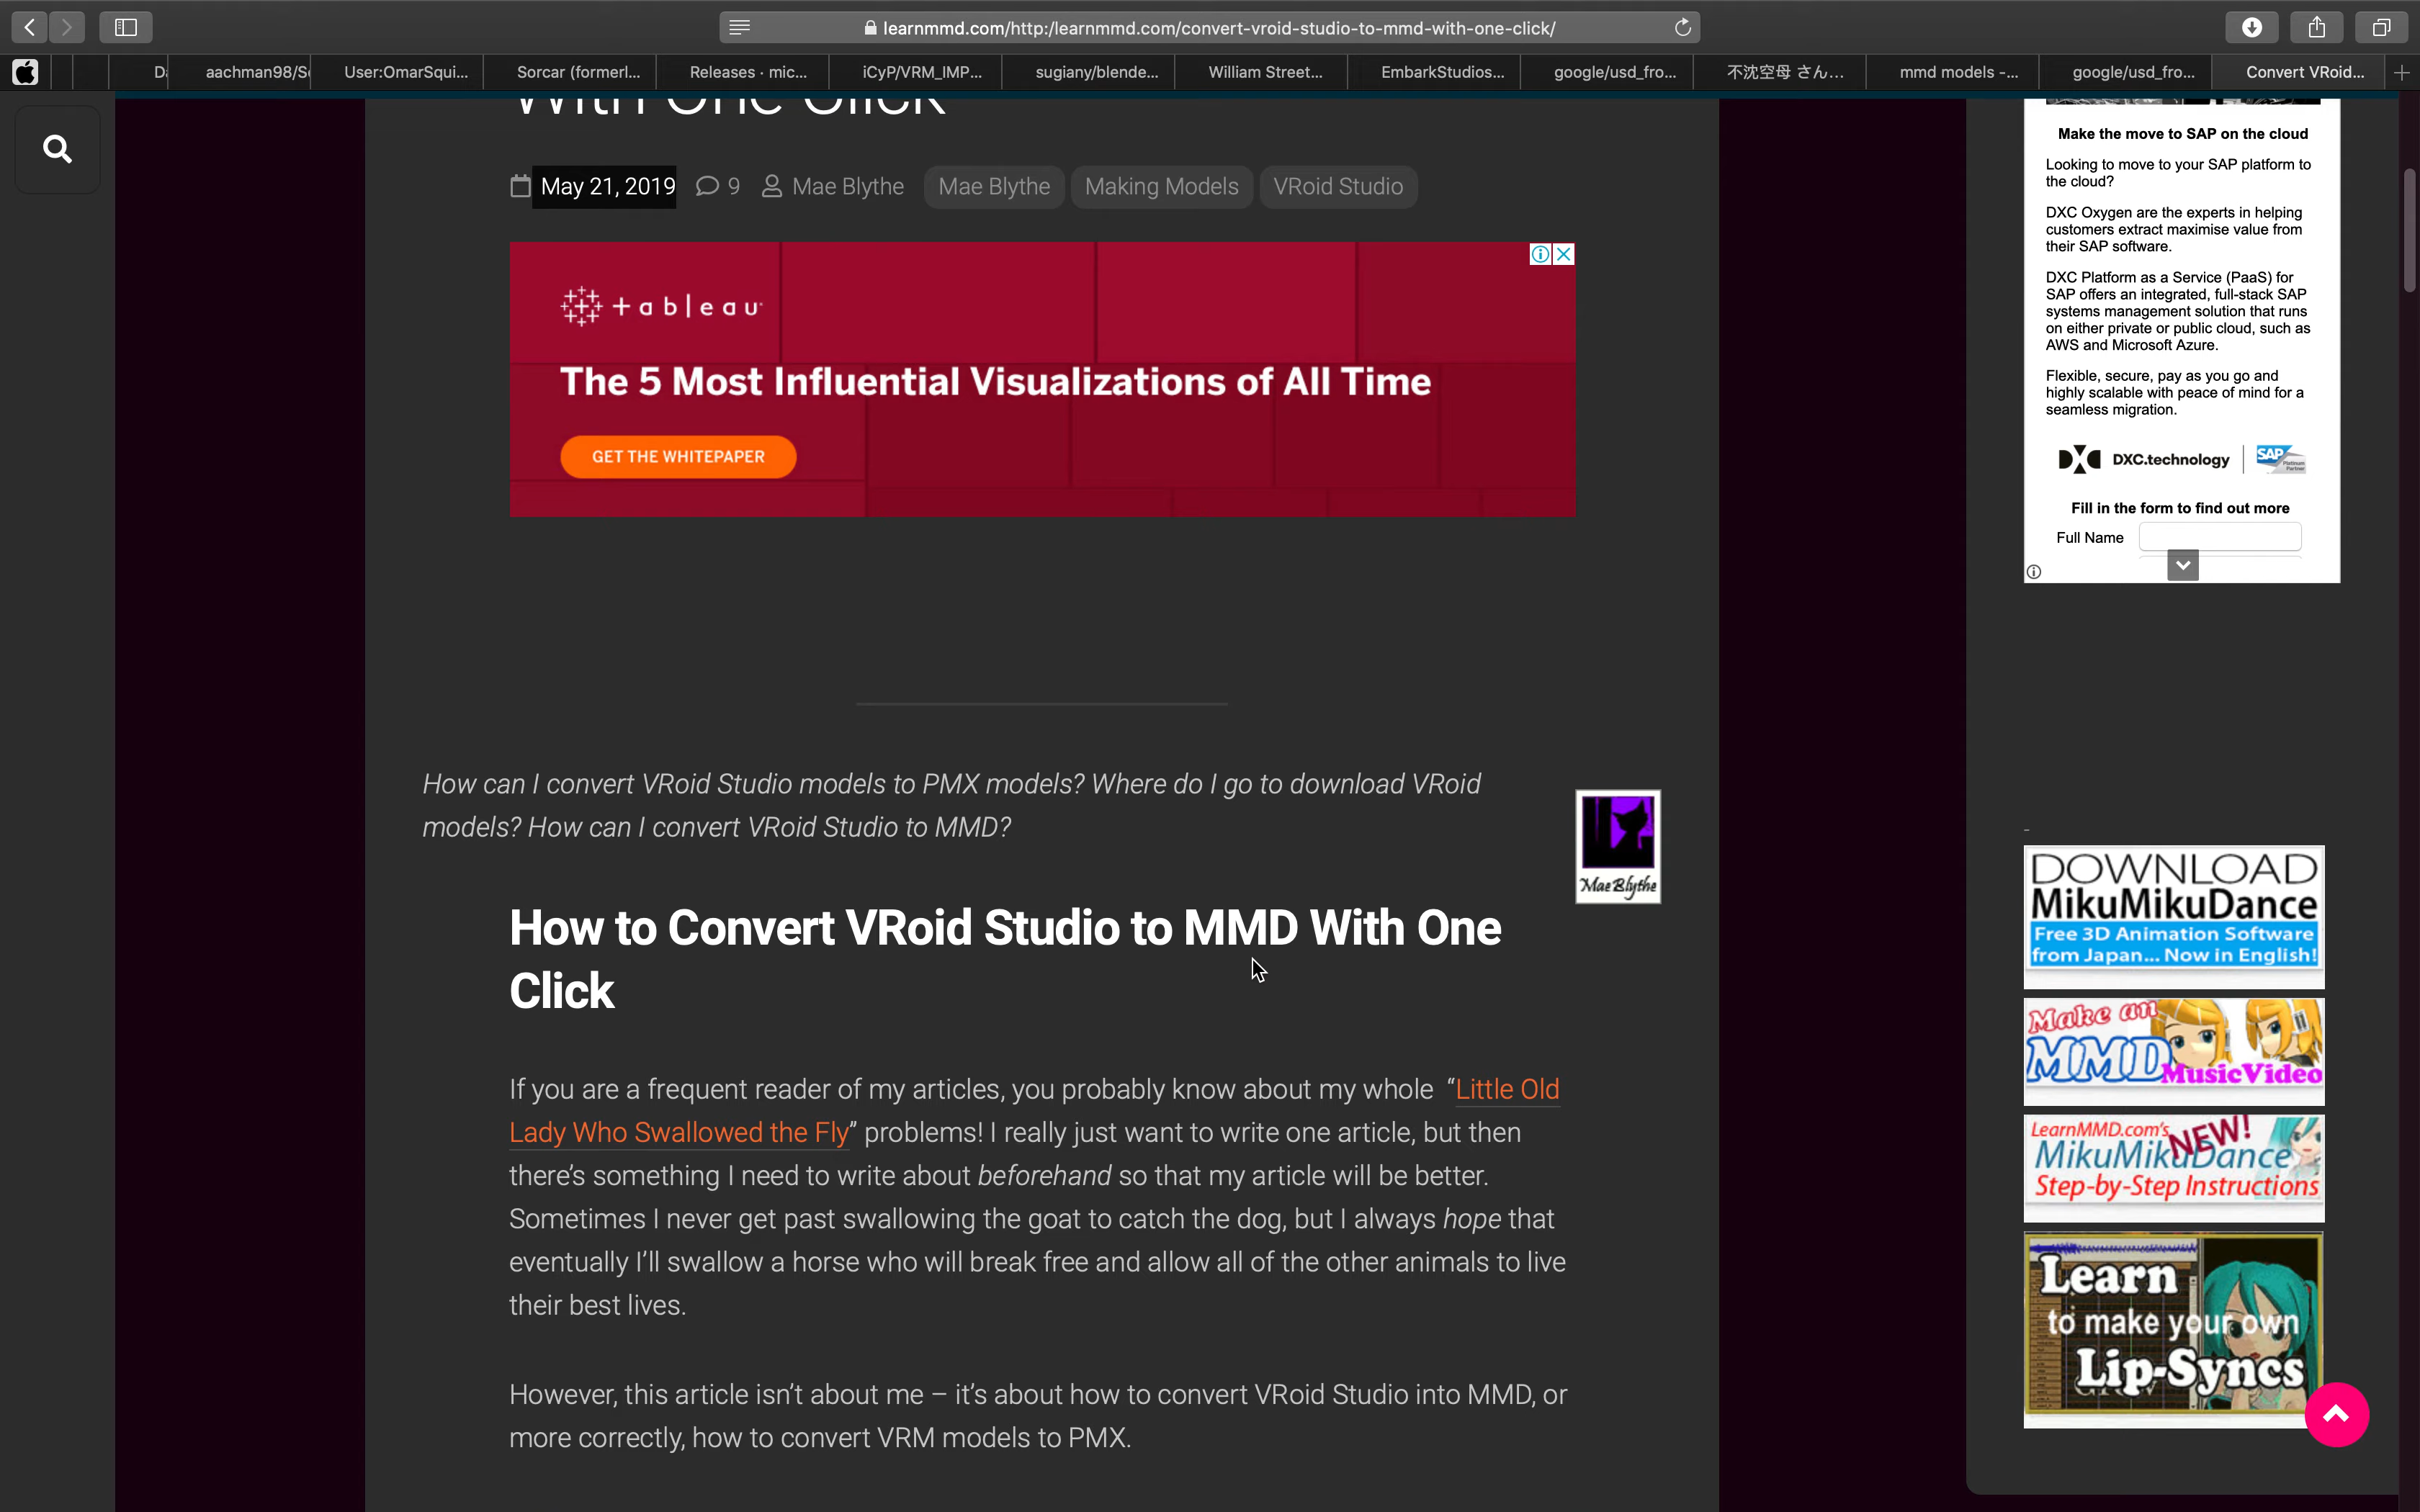 learnmmd.com/http:/learnmmd.com/convert-vroid-studio-to-mmd-with-one-click/
aachman98/S
User:OmarSqui...
Sorcar (formerl...
Releases · mic...
iCyP/VRM_IMP...
sugiany/blende...
William Street...
EmbarkStudios...
google/usd_fro...
不沈空母 さん...
mmd models -...
google/usd_fro...
Convert VRoid...
With One Click
May 21, 2019
9
Mae Blythe
Mae Blythe
Making Models
VRoid Studio
+ a b l e a u
The 5 Most Influential Visualizations of All Time
GET THE WHITEPAPER
How can I convert VRoid Studio models to PMX models? Where do I go to download VRoid
models? How can I convert VRoid Studio to MMD?
Mae Blythe
How to Convert VRoid Studio to MMD With One
Click
If you are a frequent reader of my articles, you probably know about my whole “Little Old
Lady Who Swallowed the Fly” problems! I really just want to write one article, but then
there’s something I need to write about beforehand so that my article will be better.
Sometimes I never get past swallowing the goat to catch the dog, but I always hope that
eventually I’ll swallow a horse who will break free and allow all of the other animals to live
their best lives.
However, this article isn’t about me – it’s about how to convert VRoid Studio into MMD, or
more correctly, how to convert VRM models to PMX.
Make the move to SAP on the cloud
Looking to move to your SAP platform to
the cloud?
DXC Oxygen are the experts in helping
customers extract maximise value from
their SAP software.
DXC Platform as a Service (PaaS) for
SAP offers an integrated, full-stack SAP
systems management solution that runs
on either private or public cloud, such as
AWS and Microsoft Azure.
Flexible, secure, pay as you go and
highly scalable with peace of mind for a
seamless migration.
DXC.technology
SAP Platinum Partner
Fill in the form to find out more
Full Name
DOWNLOAD
MikuMikuDance
Free 3D Animation Software
from Japan... Now in English!
Make an
MMD MusicVideo
LearnMMD.com's NEW!
MikuMikuDance
Step-by-Step Instructions
Learn
to make your own
Lip-Syncs